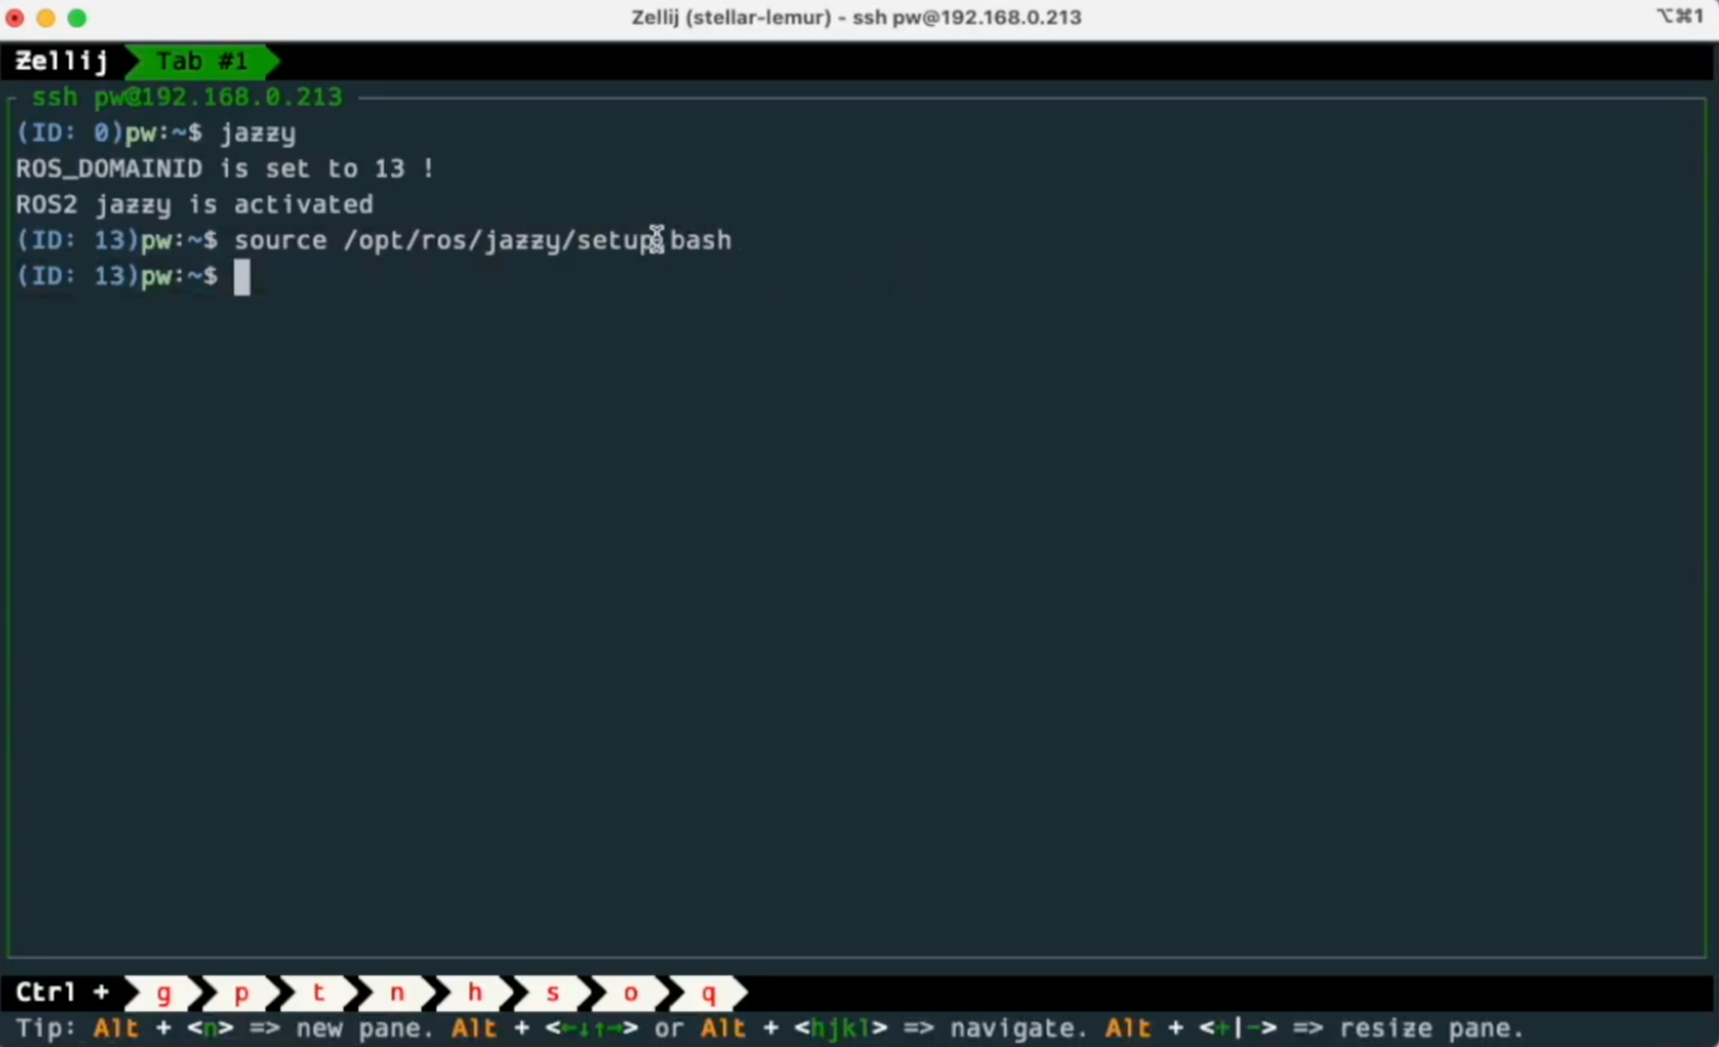 Zellij (stellar-lemur) - ssh pw@192.168.0.213
⌥⌘1
Zellij Tab #1
ssh pw@192.168.0.213
(ID: 0)pw:~$ jazzy
ROS_DOMAINID is set to 13 !
ROS2 jazzy is activated
(ID: 13)pw:~$ source /opt/ros/jazzy/setup.bash
(ID: 13)pw:~$
Ctrl + g p t n h s o q
Tip: Alt + <n> => new pane. Alt + <←↓↑→> or Alt + <hjkl> => navigate. Alt + <+|-> => resize pane.